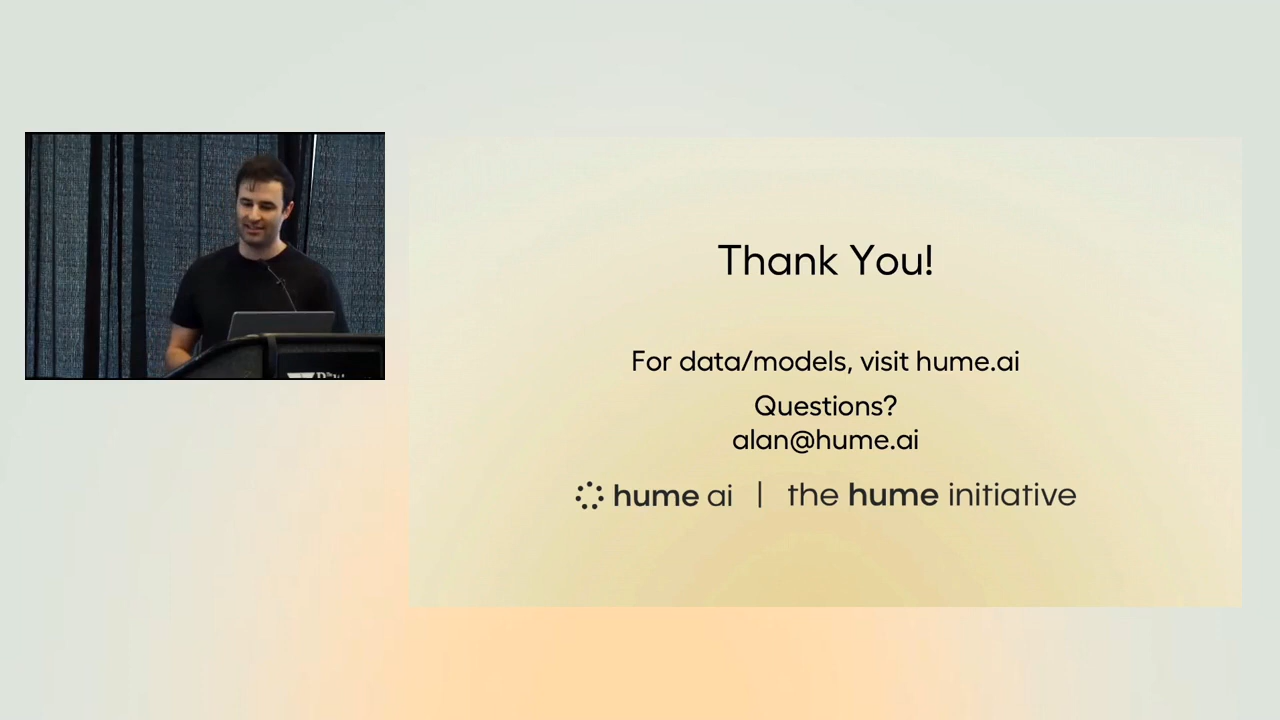 Thank You!
For data/models, visit hume.ai
Questions?
alan@hume.ai
hume ai | the hume initiative